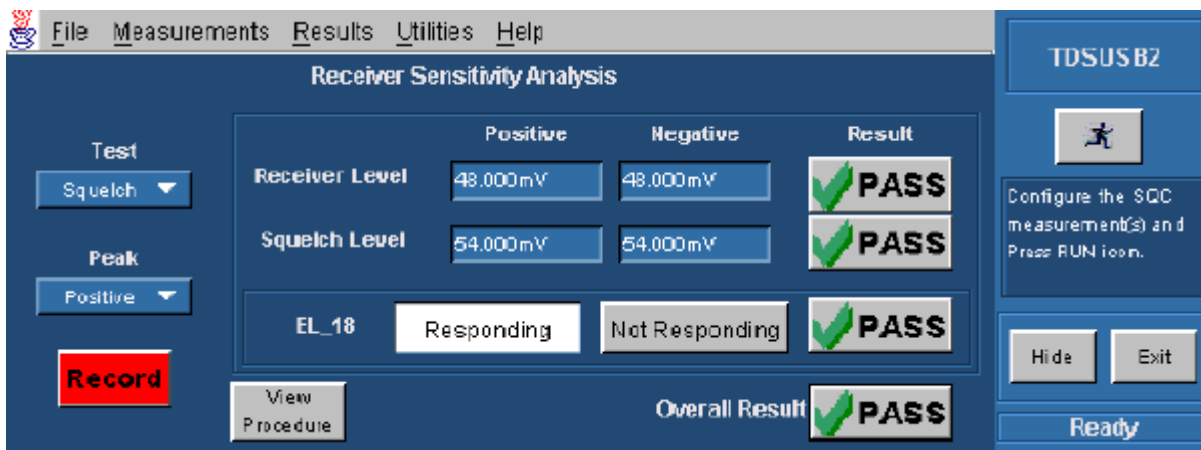 File Measurements Results Utilities Help
Receiver Sensitivity Analysis
Test
Squelch
Peak
Positive
Record
Positive Negative Result
Receiver Level 48.000mV 48.000mV PASS
Squelch Level 54.000mV 54.000mV PASS
EL_18 Responding Not Responding PASS
View
Procedure
Overall Result PASS
TDSUSB2
Configure the SQC
measurement(s) and
Press RUN icon.
Hide Exit
Ready